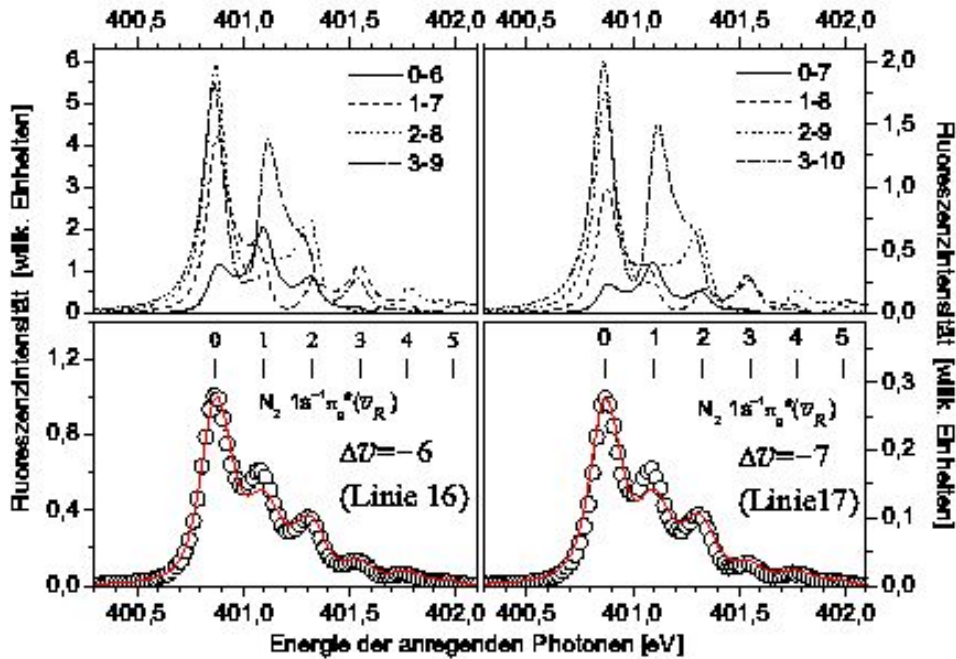 400,5 401,0 401,5 402,0 400,5 401,0 401,5 402,0
Fluoreszenzintensität [willk. Einheiten]
6
5
4
3
2
1
0
0-6
1-7
2-8
3-9
0-7
1-8
2-9
3-10
2,0
1,5
1,0
0,5
0,0
Fluoreszenzintensität [willk. Einheiten]
1,2
0,8
0,4
0,0
0 1 2 3 4 5
N₂ 1s⁻¹πg*(vR)
Δv=−6
(Linie 16)
0 1 2 3 4 5
N₂ 1s⁻¹πg*(vR)
Δv=−7
(Linie17)
0,3
0,2
0,1
0,0
400,5 401,0 401,5 402,0 400,5 401,0 401,5 402,0
Energie der anregenden Photonen [eV]